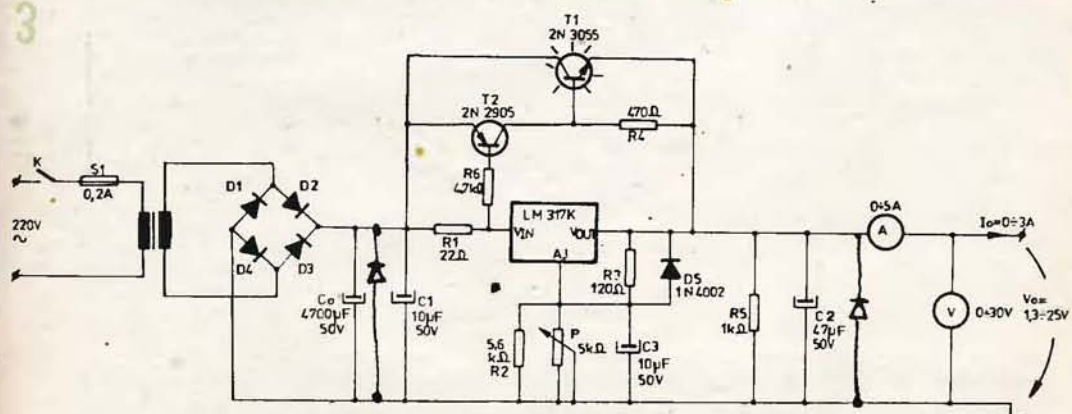 3
T1
2N 3055
T2
2N 2905
470Ω
R4
R6
4,7kΩ
K
S1
0,2A
220V
~
D1
D2
D4
D3
R1
22Ω
LM 317K
VIN
VOUT
AJ
R3
120Ω
D5
1N4002
Co
4700µF
50V
C1
10µF
50V
5,6
kΩ
R2
P
5kΩ
C3
10µF
50V
R5
1kΩ
C2
47µF
50V
0÷5A
A
Io=0÷3A
V
0÷30V
Vo=
1,3÷25V